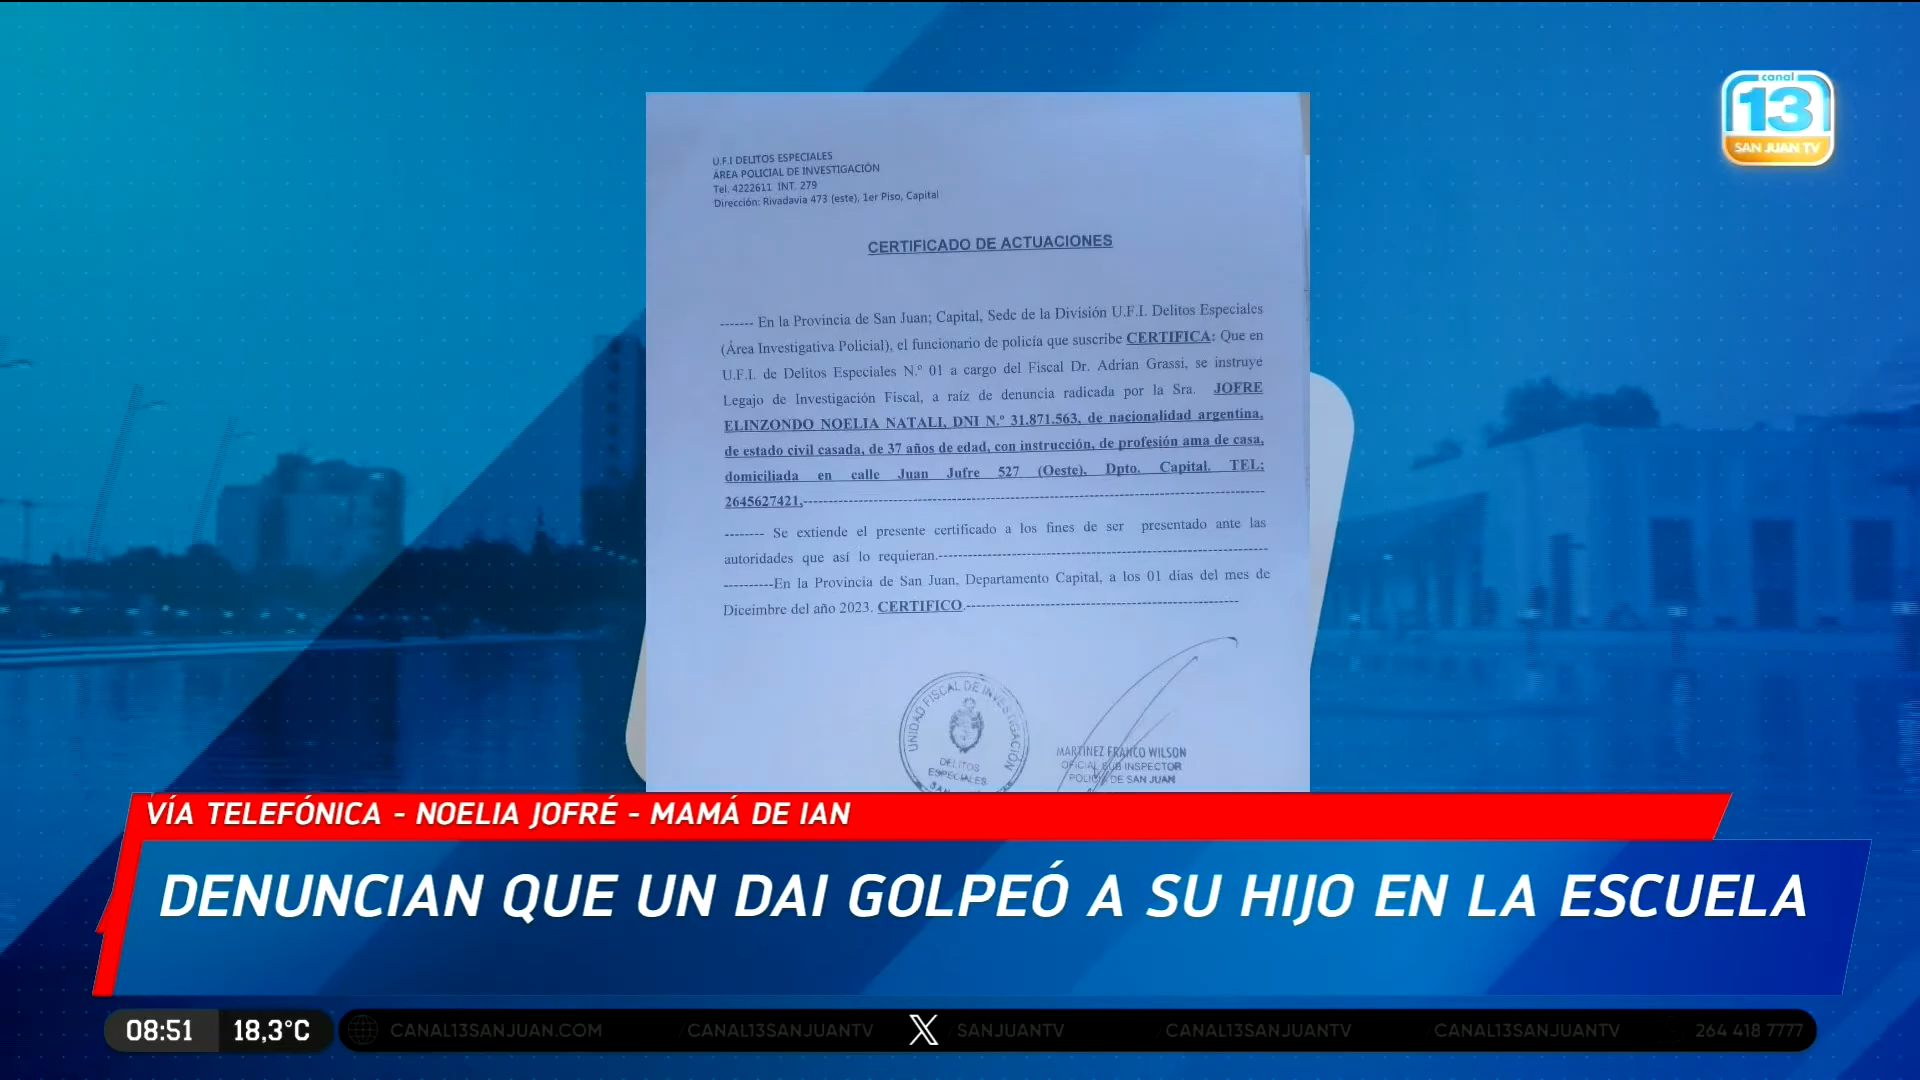 canal
13
SAN JUAN TV
U.F.I DELITOS ESPECIALES
ÁREA POLICIAL DE INVESTIGACIÓN
Tel. 4222611 INT. 279
Dirección: Rivadavia 473 (este), 1er Piso, Capital
CERTIFICADO DE ACTUACIONES
------- En la Provincia de San Juan; Capital, Sede de la División U.F.I. Delitos Especiales
(Área Investigativa Policial), el funcionario de policía que suscribe CERTIFICA: Que en
U.F.I. de Delitos Especiales N.º 01 a cargo del Fiscal Dr. Adrian Grassi, se instruye
Legajo de Investigación Fiscal, a raíz de denuncia radicada por la Sra. JOFRE
ELINZONDO NOELIA NATALI, DNI N.º 31.871.563, de nacionalidad argentina,
de estado civil casada, de 37 años de edad, con instrucción, de profesión ama de casa,
domiciliada en calle Juan Jufre 527 (Oeste), Dpto. Capital. TEL:
2645627421,-----------------------------------------------------------
-------- Se extiende el presente certificado a los fines de ser presentado ante las
autoridades que así lo requieran.-----------------------------------------------------------
----------En la Provincia de San Juan, Departamento Capital, a los 01 días del mes de
Diceimbre del año 2023. CERTIFICO.-----------------------------------------------------------
UNIDAD FISCAL DE INVESTIGACIÓN
DELITOS
ESPECIALES
MARTINEZ FRANCO WILSON
OFICIAL SUB INSPECTOR
POLICIA DE SAN JUAN
VÍA TELEFÓNICA - NOELIA JOFRÉ - MAMÁ DE IAN
DENUNCIAN QUE UN DAI GOLPEÓ A SU HIJO EN LA ESCUELA
08:51 18,3°C CANAL13SANJUAN.COM /CANAL13SANJUANTV X SANJUANTV /CANAL13SANJUANTV /CANAL13SANJUANTV 264 418 7777